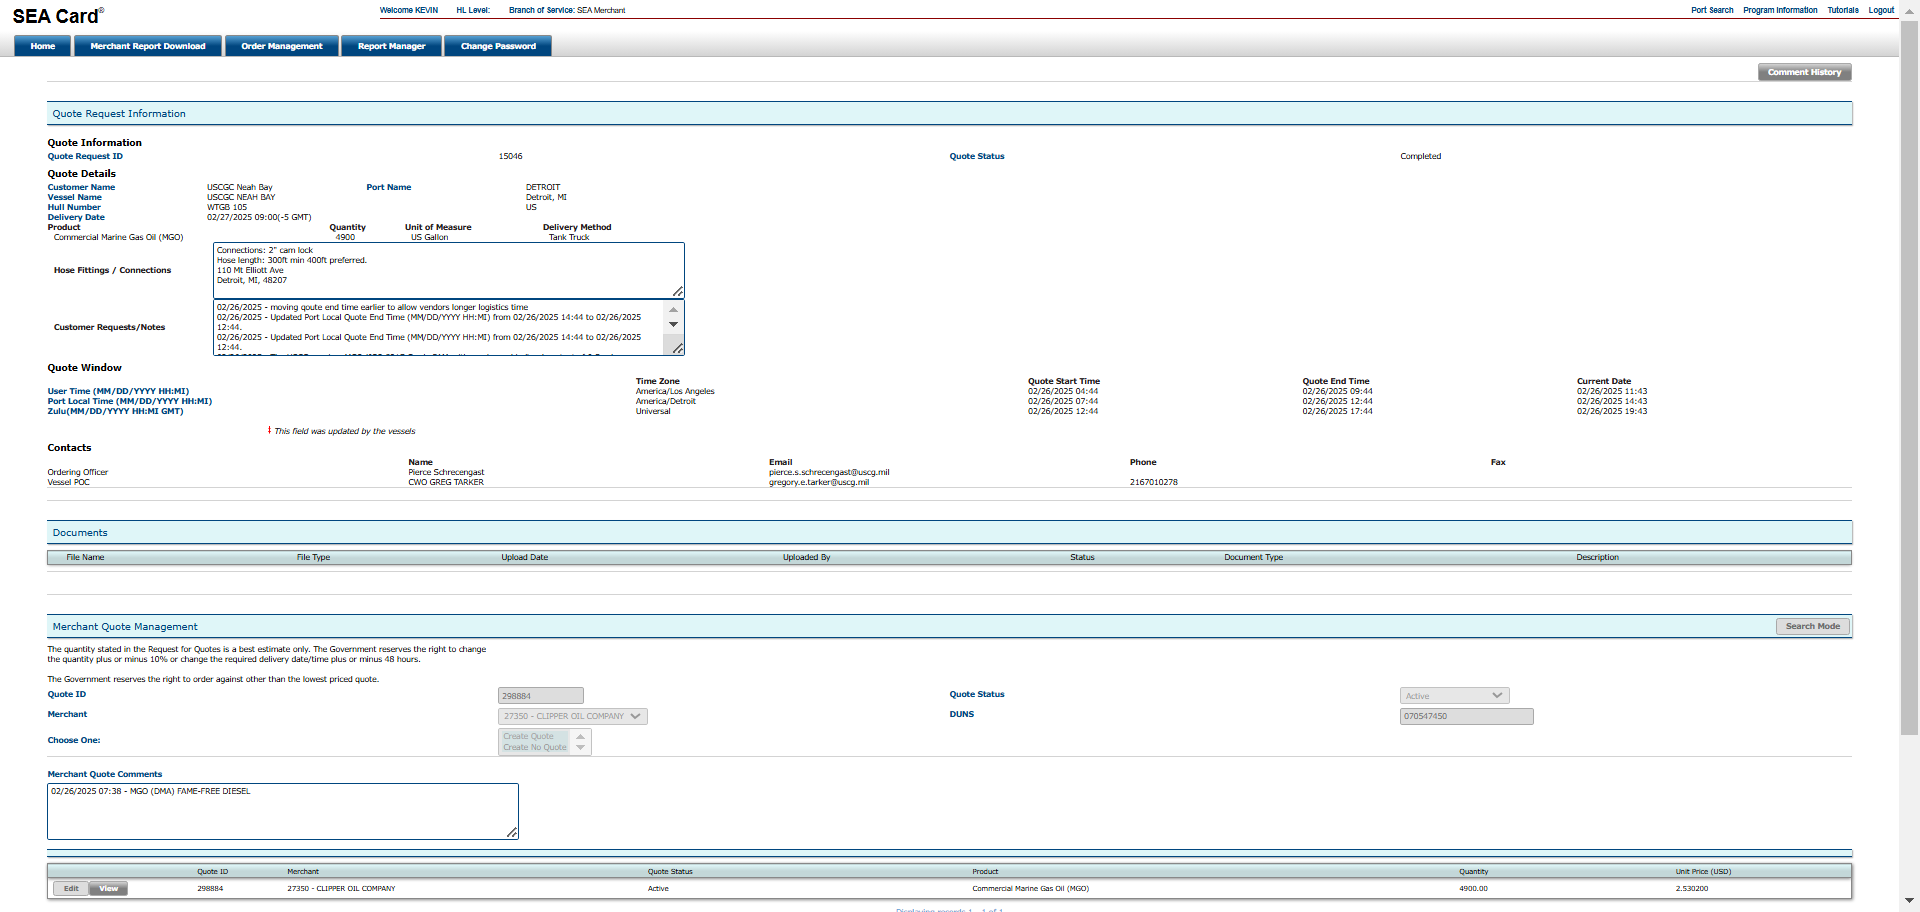 SEA Card®
Welcome KEVIN HL Level: Branch of Service: SEA Merchant
Port Search Program Information Tutorials Logout
Home Merchant Report Download Order Management Report Manager Change Password
Comment History
Quote Request Information
Quote Information
Quote Request ID 15046 Quote Status Completed
Quote Details
Customer Name USCGC Neah Bay Port Name DETROIT
Vessel Name USCGC NEAH BAY Detroit, MI
Hull Number WTGB 105 US
Delivery Date 02/27/2025 09:00(-5 GMT)
Product Quantity Unit of Measure Delivery Method
Commercial Marine Gas Oil (MGO) 4900 US Gallon Tank Truck
Hose Fittings / Connections
Connections: 2" cam lock
Hose length: 300ft min 400ft preferred.
110 Mt Elliott Ave
Detroit, MI, 48207
Customer Requests/Notes
02/26/2025 - moving qoute end time earlier to allow vendors longer logistics time
02/26/2025 - Updated Port Local Quote End Time (MM/DD/YYYY HH:MI) from 02/26/2025 14:44 to 02/26/2025
12:44.
02/26/2025 - Updated Port Local Quote End Time (MM/DD/YYYY HH:MI) from 02/26/2025 14:44 to 02/26/2025
12:44.
Quote Window
Time Zone Quote Start Time Quote End Time Current Date
User Time (MM/DD/YYYY HH:MI) America/Los Angeles 02/26/2025 04:44 02/26/2025 09:44 02/26/2025 11:43
Port Local Time (MM/DD/YYYY HH:MI) America/Detroit 02/26/2025 07:44 02/26/2025 12:44 02/26/2025 14:43
Zulu(MM/DD/YYYY HH:MI GMT) Universal 02/26/2025 12:44 02/26/2025 17:44 02/26/2025 19:43
‡ This field was updated by the vessels
Contacts
Name Email Phone Fax
Ordering Officer Pierce Schrecengast pierce.s.schrecengast@uscg.mil
Vessel POC CWO GREG TARKER gregory.e.tarker@uscg.mil 2167010278
Documents
File Name File Type Upload Date Uploaded By Status Document Type Description
Merchant Quote Management
Search Mode
The quantity stated in the Request for Quotes is a best estimate only. The Government reserves the right to change
the quantity plus or minus 10% or change the required delivery date/time plus or minus 48 hours.
The Government reserves the right to order against other than the lowest priced quote.
Quote ID 298884 Quote Status Active
Merchant 27350 - CLIPPER OIL COMPANY DUNS 070547450
Choose One:
Create Quote
Create No Quote
Merchant Quote Comments
02/26/2025 07:38 - MGO (DMA) FAME-FREE DIESEL
Quote ID Merchant Quote Status Product Quantity Unit Price (USD)
Edit View 298884 27350 - CLIPPER OIL COMPANY Active Commercial Marine Gas Oil (MGO) 4900.00 2.530200